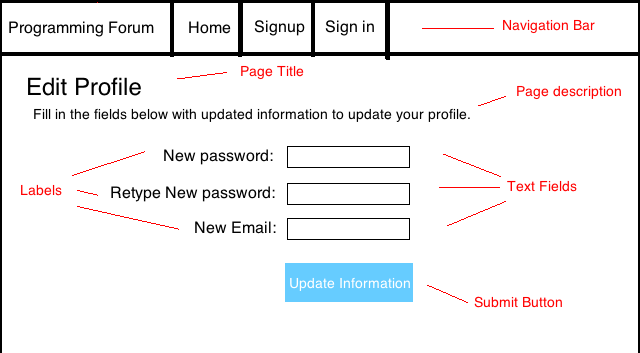 Programming Forum Home Signup Sign in Navigation Bar
Page Title
Edit Profile
Page description
Fill in the fields below with updated information to update your profile.
New password:
Labels Retype New password: Text Fields
New Email:
Update Information
Submit Button